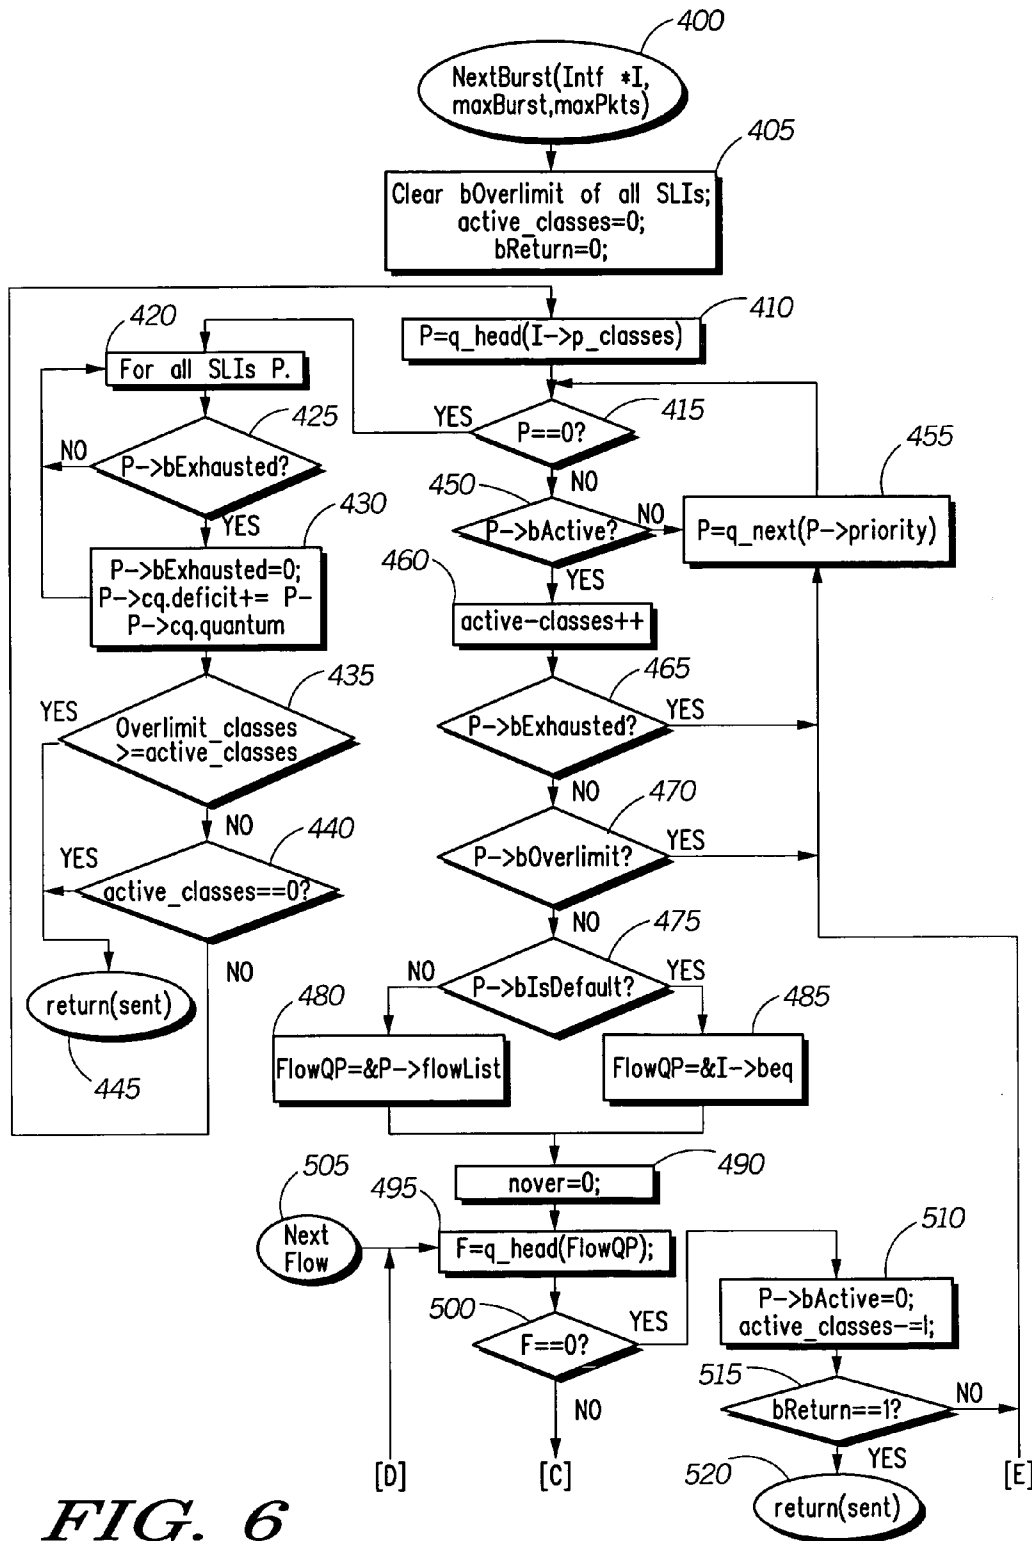 400
NextBurst(Intf *I,
maxBurst,maxPkts)
405
Clear bOverlimit of all SLIs;
active_classes=0;
bReturn=0;
410
P=q_head(I->p_classes)
415
P==0?
YES
NO
420
For all SLIs P.
425
P->bExhausted?
NO
YES
430
P->bExhausted=0;
P->cq.deficit+= P-
P->cq.quantum
435
Overlimit_classes
>=active_classes
YES
NO
440
active_classes==0?
YES
NO
return(sent)
445
450
P->bActive?
NO
YES
455
P=q_next(P->priority)
460
active-classes++
465
P->bExhausted?
YES
NO
470
P->bOverlimit?
YES
NO
475
P->bIsDefault?
NO
YES
480
FlowQP=&P->flowList
485
FlowQP=&I->beq
490
nover=0;
495
F=q_head(FlowQP);
505
Next
Flow
500
F==0?
YES
NO
510
P->bActive=0;
active_classes-=1;
515
bReturn==1?
NO
YES
520
return(sent)
[D]
[C]
[E]
FIG. 6